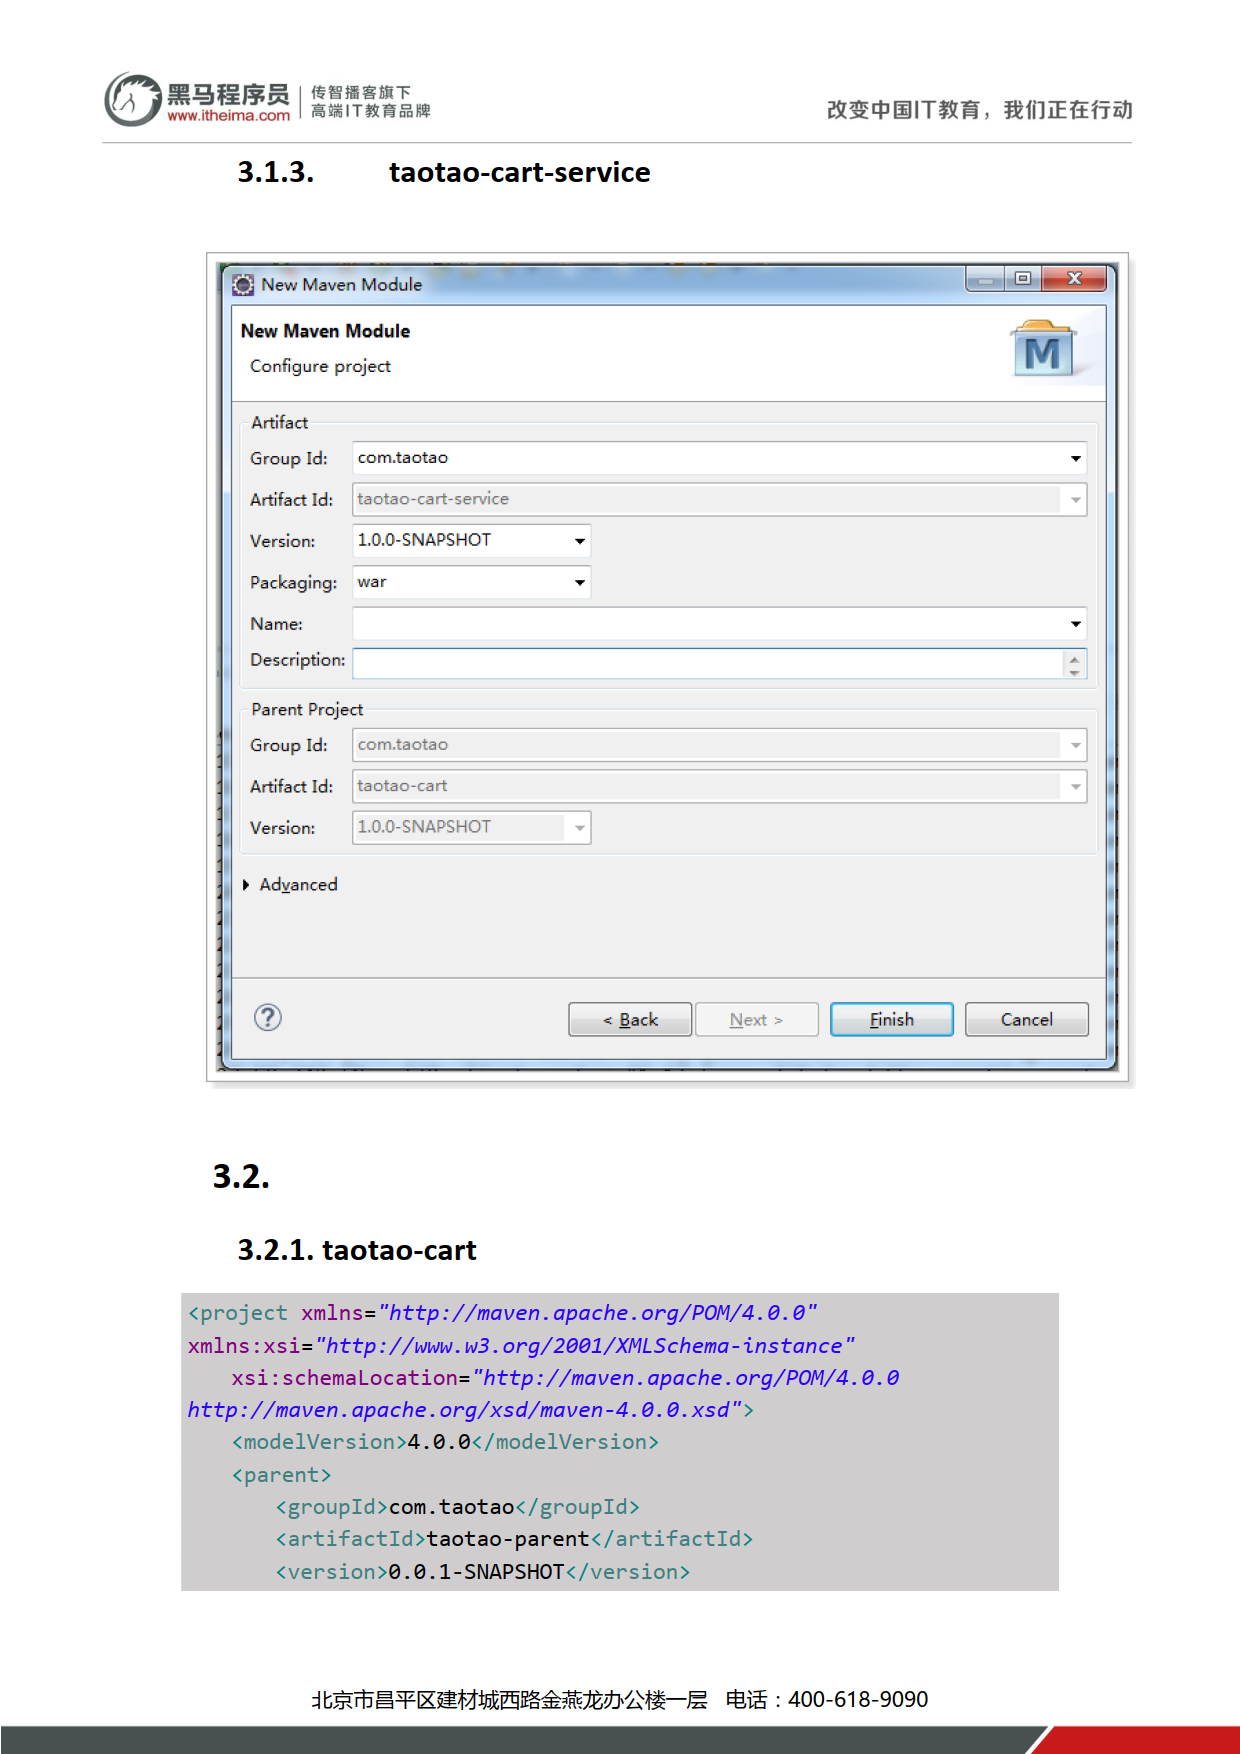 黑马程序员
www.itheima.com
传智播客旗下
高端IT教育品牌
改变中国IT教育，我们正在行动
3.1.3. taotao-cart-service
New Maven Module
New Maven Module
Configure project
M
Artifact
Group Id: com.taotao
Artifact Id: taotao-cart-service
Version: 1.0.0-SNAPSHOT
Packaging: war
Name:
Description:
Parent Project
Group Id: com.taotao
Artifact Id: taotao-cart
Version: 1.0.0-SNAPSHOT
Advanced
? < Back Next > Finish Cancel
3.2.
3.2.1. taotao-cart
<project xmlns="http://maven.apache.org/POM/4.0.0"
xmlns:xsi="http://www.w3.org/2001/XMLSchema-instance"
xsi:schemaLocation="http://maven.apache.org/POM/4.0.0
http://maven.apache.org/xsd/maven-4.0.0.xsd">
<modelVersion>4.0.0</modelVersion>
<parent>
<groupId>com.taotao</groupId>
<artifactId>taotao-parent</artifactId>
<version>0.0.1-SNAPSHOT</version>
北京市昌平区建材城西路金燕龙办公楼一层 电话：400-618-9090